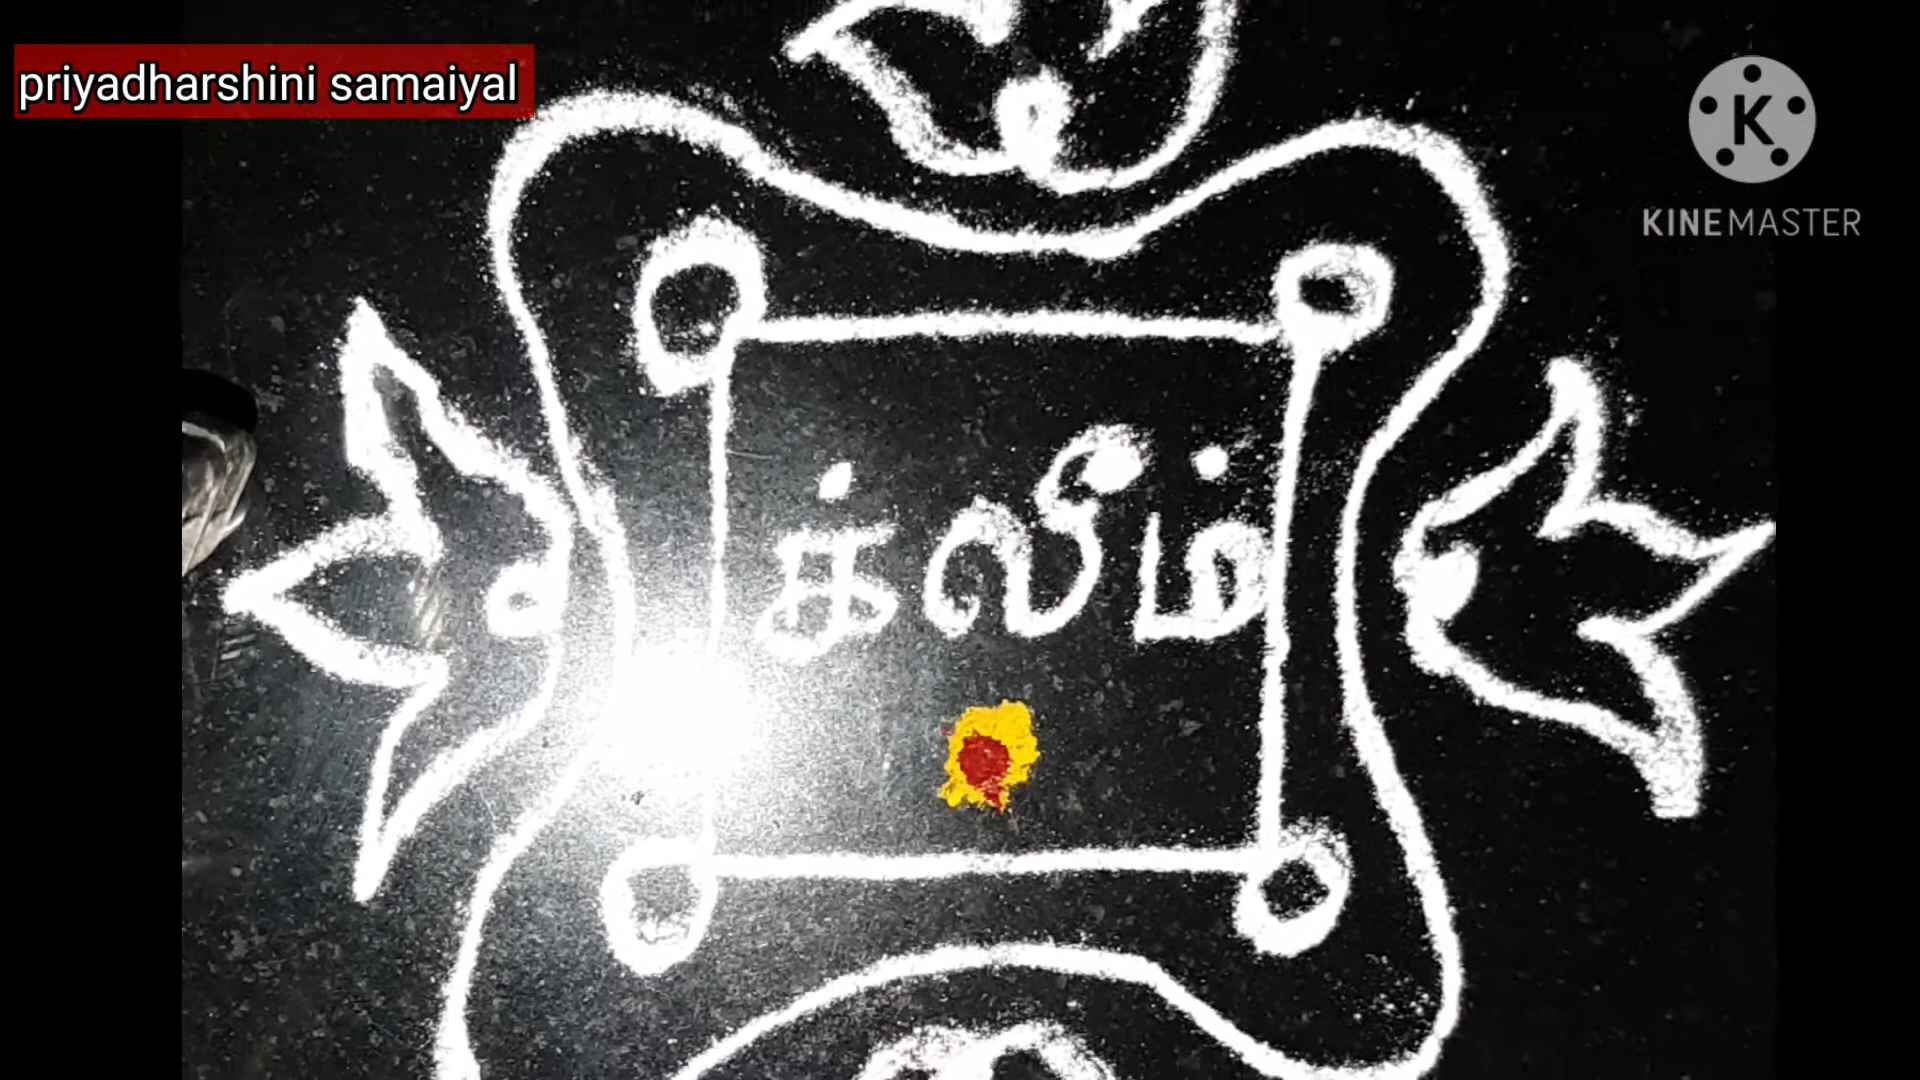 priyadharshini samaiyal
K
KINEMASTER
க்லீம்